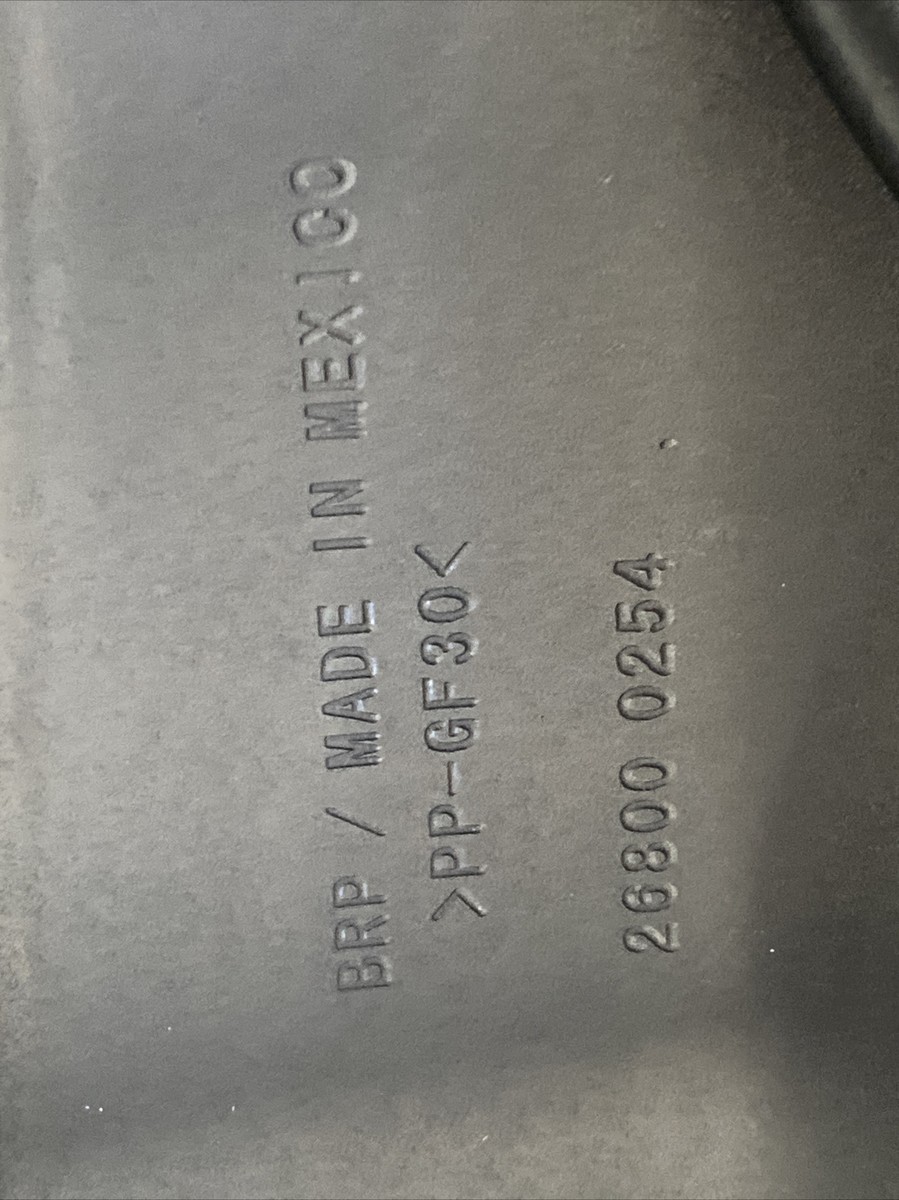 BRP / MADE IN MEXICO
>PP-GF30<
26800 0254